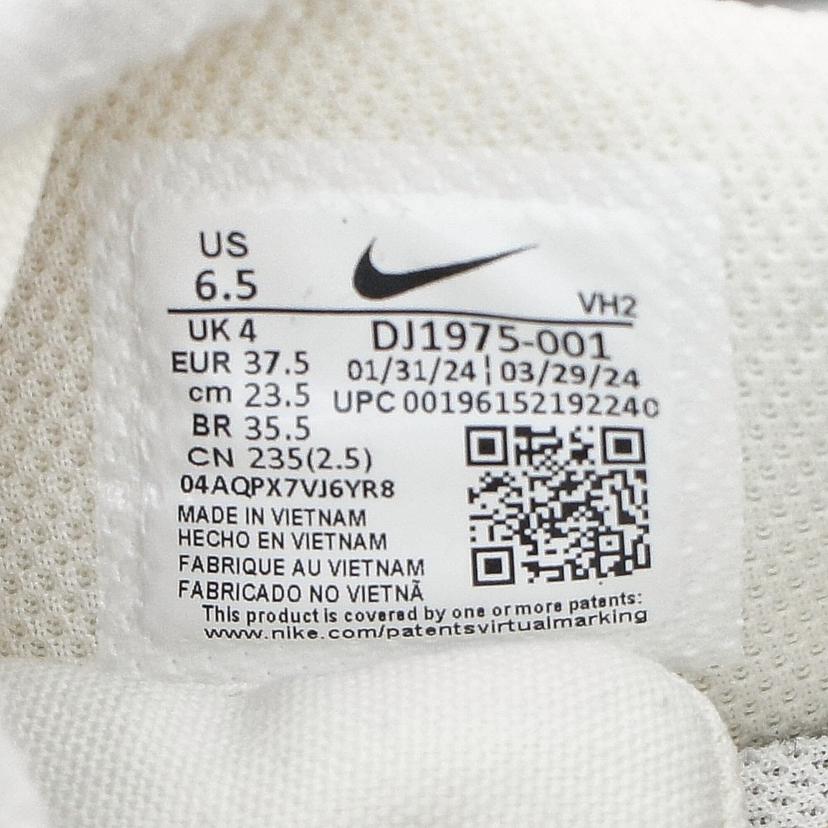 US
6.5
VH2
UK 4
DJ1975-001
EUR 37.5
01/31/24 ¦ 03/29/24
cm 23.5
UPC 00196152192240
BR 35.5
CN 235(2.5)
04AQPX7VJ6YR8
MADE IN VIETNAM
HECHO EN VIETNAM
FABRIQUE AU VIETNAM
FABRICADO NO VIETNÃ
This product is covered by one or more patents:
www.nike.com/patentsvirtualmarking